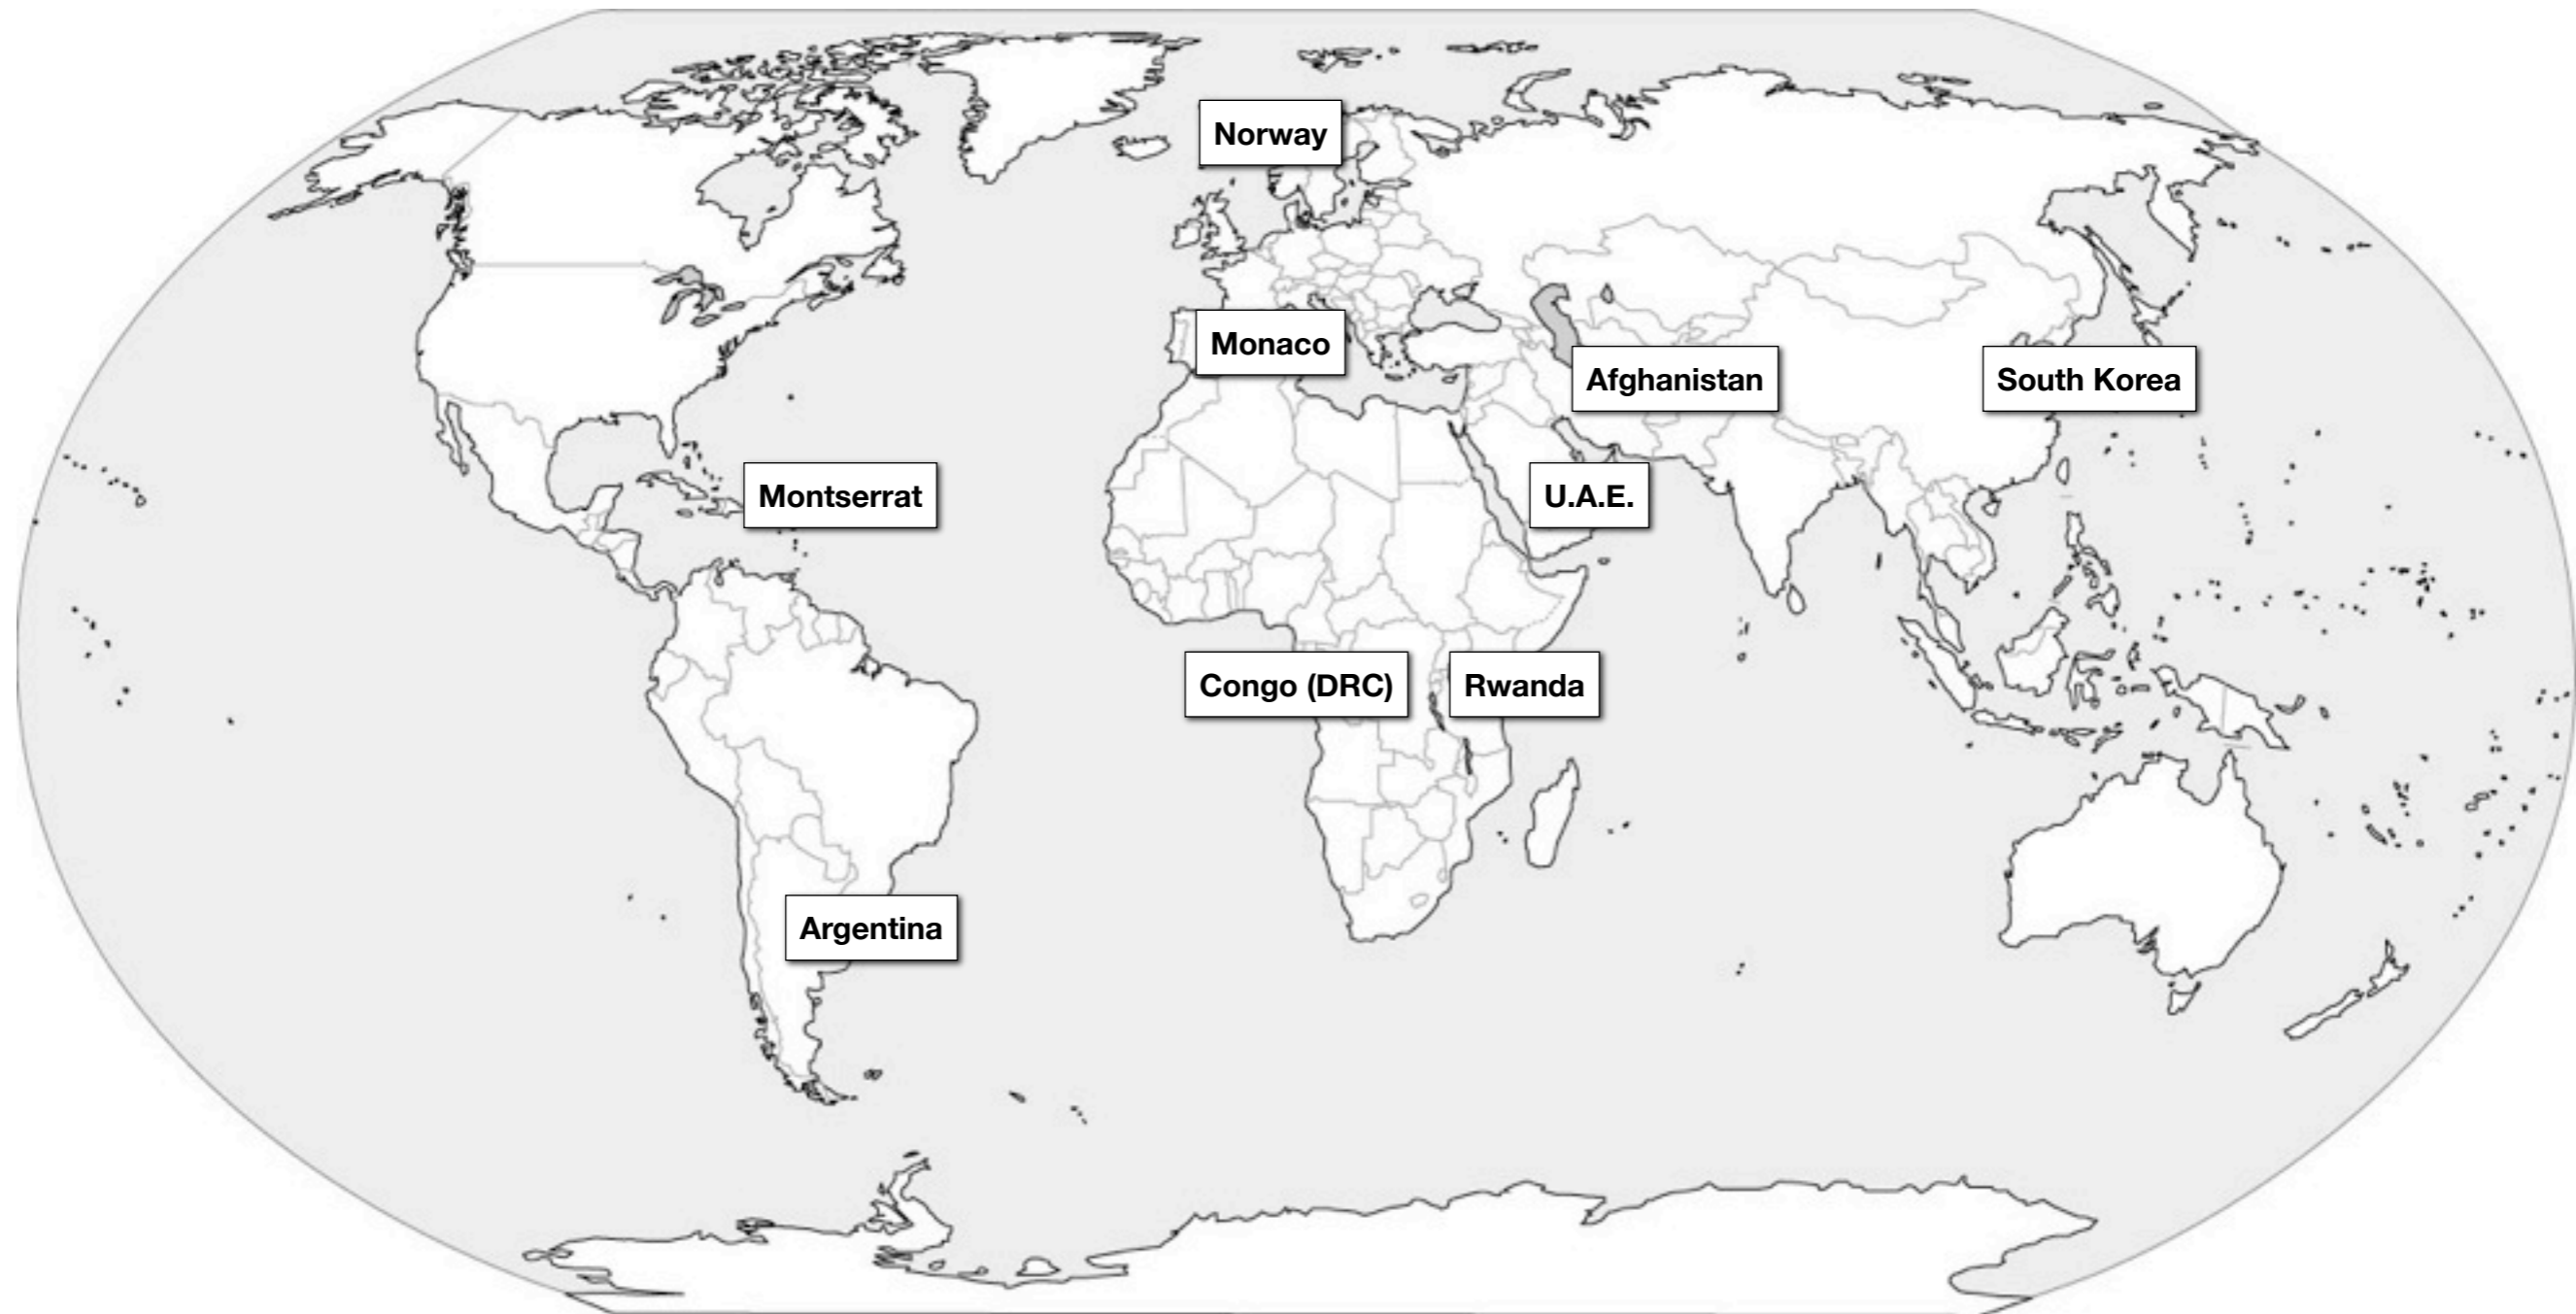 Norway
Monaco
Afghanistan
South Korea
Montserrat
U.A.E.
Congo (DRC)
Rwanda
Argentina